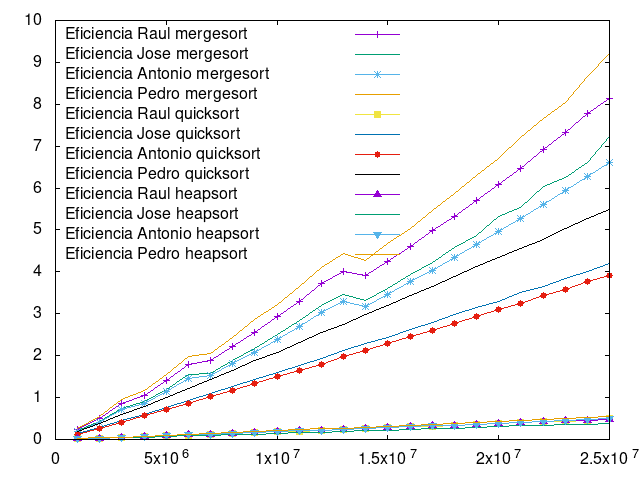 10
9
8
7
6
5
4
3
2
1
0
Eficiencia Raul mergesort
Eficiencia Jose mergesort
Eficiencia Antonio mergesort
Eficiencia Pedro mergesort
Eficiencia Raul quicksort
Eficiencia Jose quicksort
Eficiencia Antonio quicksort
Eficiencia Pedro quicksort
Eficiencia Raul heapsort
Eficiencia Jose heapsort
Eficiencia Antonio heapsort
Eficiencia Pedro heapsort
0 5x10⁶ 1x10⁷ 1.5x10⁷ 2x10⁷ 2.5x10⁷